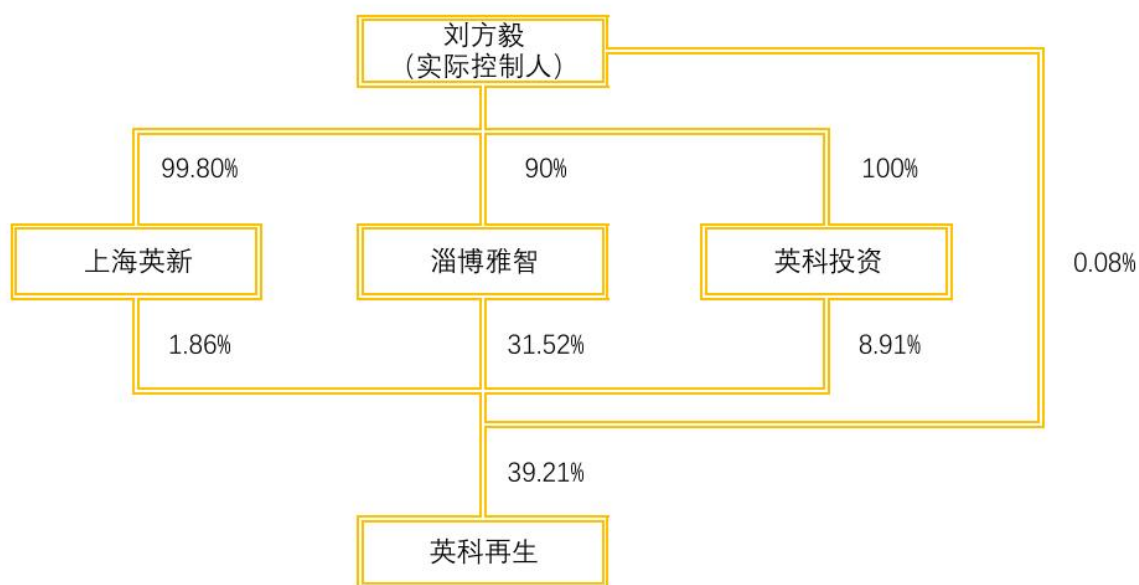 刘方毅
（实际控制人）
99.80%
90%
100%
上海英新
淄博雅智
英科投资
0.08%
1.86%
31.52%
8.91%
39.21%
英科再生